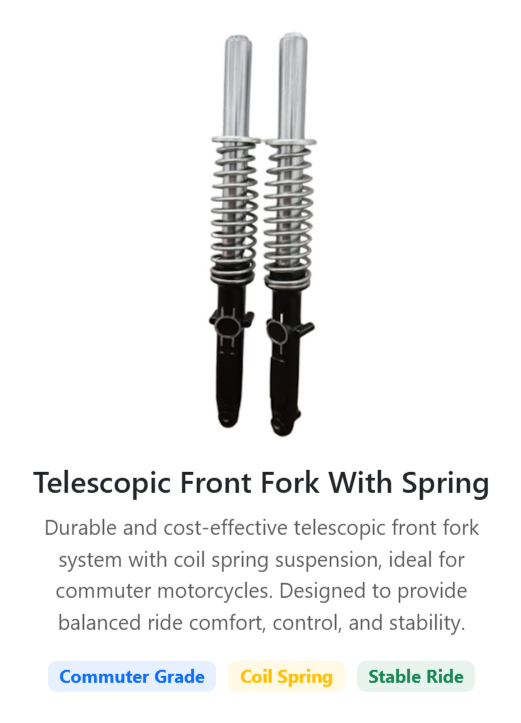 Telescopic Front Fork With Spring
Durable and cost-effective telescopic front fork
system with coil spring suspension, ideal for
commuter motorcycles. Designed to provide
balanced ride comfort, control, and stability.
Commuter Grade Coil Spring Stable Ride